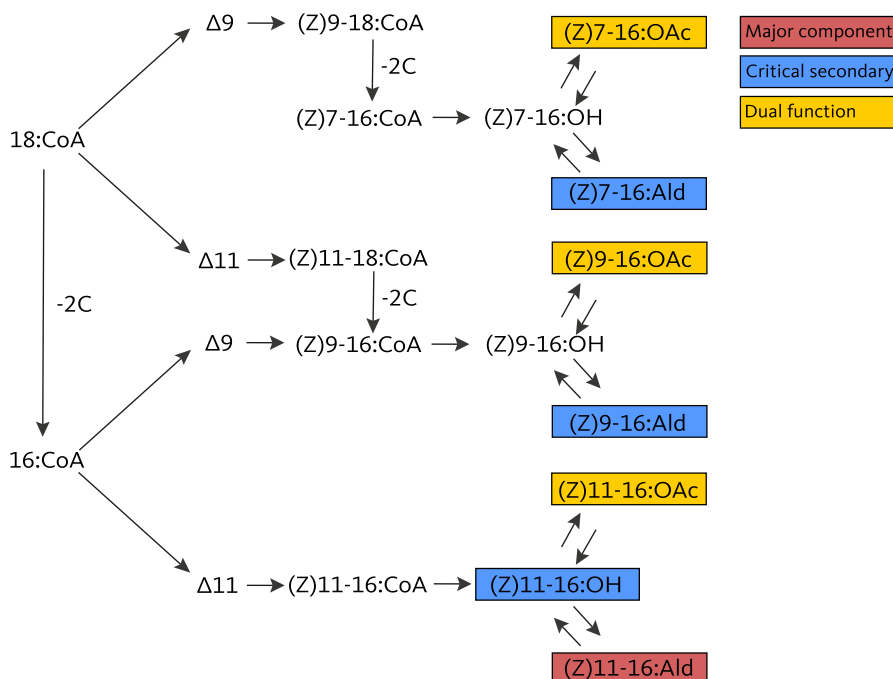 Δ9
(Z)9-18:CoA
(Z)7-16:OAc
Major component
-2C
Critical secondary
18:CoA
(Z)7-16:CoA
(Z)7-16:OH
Dual function
(Z)7-16:Ald
Δ11
(Z)11-18:CoA
(Z)9-16:OAc
-2C
-2C
Δ9
(Z)9-16:CoA
(Z)9-16:OH
(Z)9-16:Ald
16:CoA
(Z)11-16:OAc
Δ11
(Z)11-16:CoA
(Z)11-16:OH
(Z)11-16:Ald